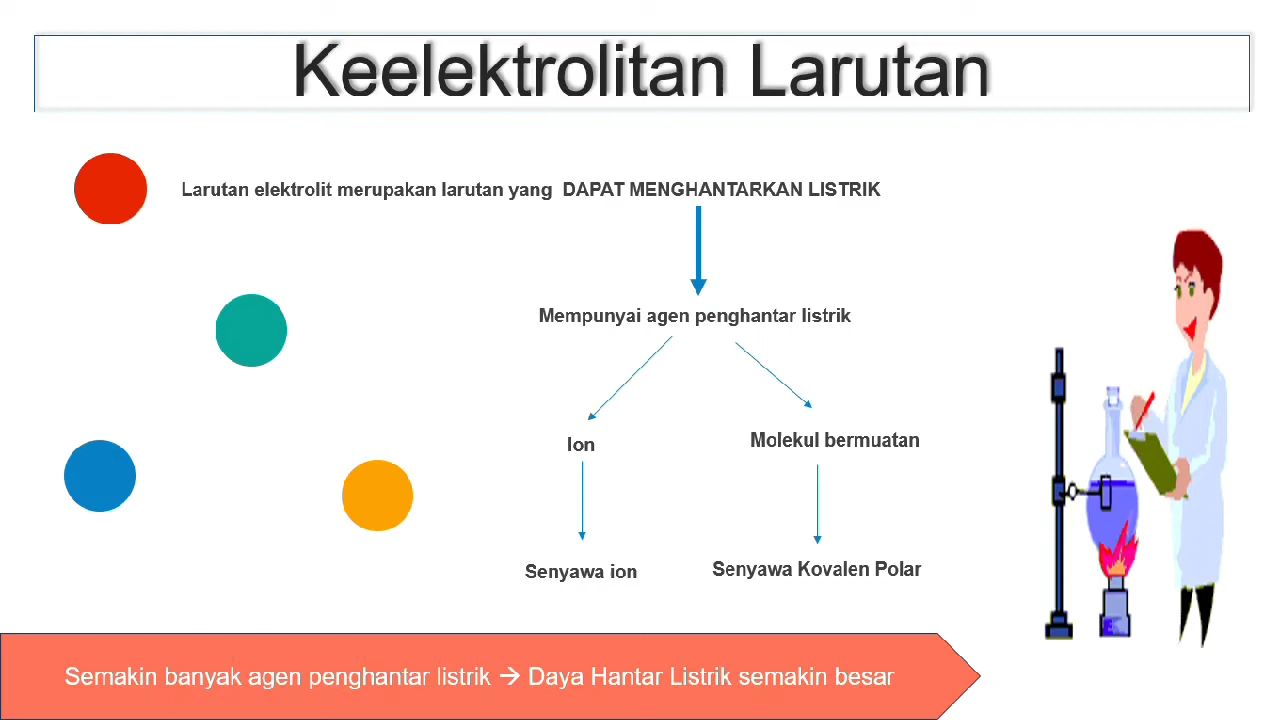 Keelektrolitan Larutan
Larutan elektrolit merupakan larutan yang DAPAT MENGHANTARKAN LISTRIK
Mempunyai agen penghantar listrik
Ion
Molekul bermuatan
Senyawa ion
Senyawa Kovalen Polar
Semakin banyak agen penghantar listrik → Daya Hantar Listrik semakin besar